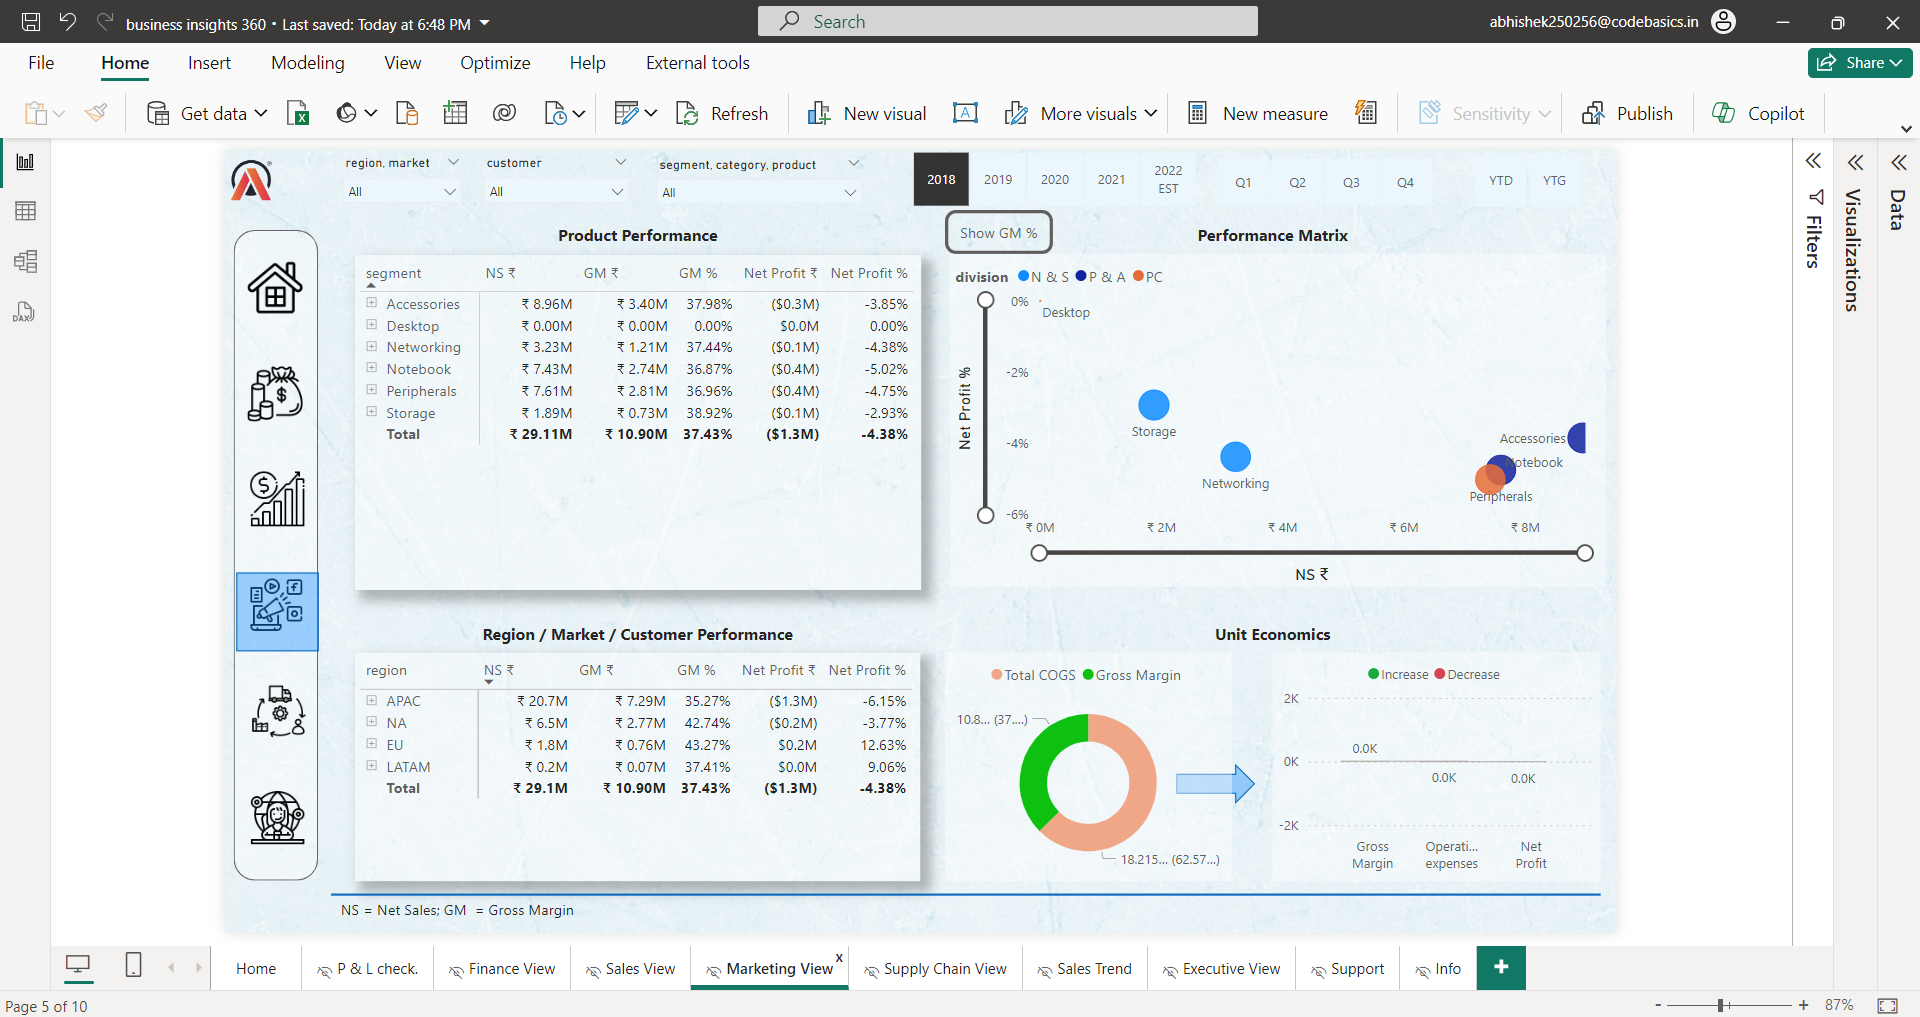 business insights 360 • Last saved: Today at 6:48 PM
Search
abhishek250256@codebasics.in
File Home Insert Modeling View Optimize Help External tools
Share
Get data
Refresh
New visual
More visuals
New measure
Sensitivity
Publish
Copilot
DAX
region, market
All
customer
All
segment, category, product
All
2018 2019 2020 2021 2022 EST
Q1 Q2 Q3 Q4
YTD YTG
Filters
Visualizations
Data
Product Performance
segment NS ₹ GM ₹ GM % Net Profit ₹ Net Profit %
Accessories ₹ 8.96M ₹ 3.40M 37.98% ($0.3M) -3.85%
Desktop ₹ 0.00M ₹ 0.00M 0.00% $0.0M 0.00%
Networking ₹ 3.23M ₹ 1.21M 37.44% ($0.1M) -4.38%
Notebook ₹ 7.43M ₹ 2.74M 36.87% ($0.4M) -5.02%
Peripherals ₹ 7.61M ₹ 2.81M 36.96% ($0.4M) -4.75%
Storage ₹ 1.89M ₹ 0.73M 38.92% ($0.1M) -2.93%
Total ₹ 29.11M ₹ 10.90M 37.43% ($1.3M) -4.38%
Show GM %
Performance Matrix
division N & S P & A PC
Net Profit %
0%
-2%
-4%
-6%
Desktop
Storage
Networking
Accessories
Notebook
Peripherals
₹ 0M ₹ 2M ₹ 4M ₹ 6M ₹ 8M
NS ₹
Region / Market / Customer Performance
region NS ₹ GM ₹ GM % Net Profit ₹ Net Profit %
APAC ₹ 20.7M ₹ 7.29M 35.27% ($1.3M) -6.15%
NA ₹ 6.5M ₹ 2.77M 42.74% ($0.2M) -3.77%
EU ₹ 1.8M ₹ 0.76M 43.27% $0.2M 12.63%
LATAM ₹ 0.2M ₹ 0.07M 37.41% $0.0M 9.06%
Total ₹ 29.1M ₹ 10.90M 37.43% ($1.3M) -4.38%
Unit Economics
Total COGS Gross Margin
10.8... (37....)
18.215... (62.57...)
Increase Decrease
2K
0K
-2K
0.0K
0.0K
0.0K
Gross Margin
Operati... expenses
Net Profit
NS = Net Sales; GM = Gross Margin
Home P & L check. Finance View Sales View Marketing View x Supply Chain View Sales Trend Executive View Support Info +
Page 5 of 10
- + 87%